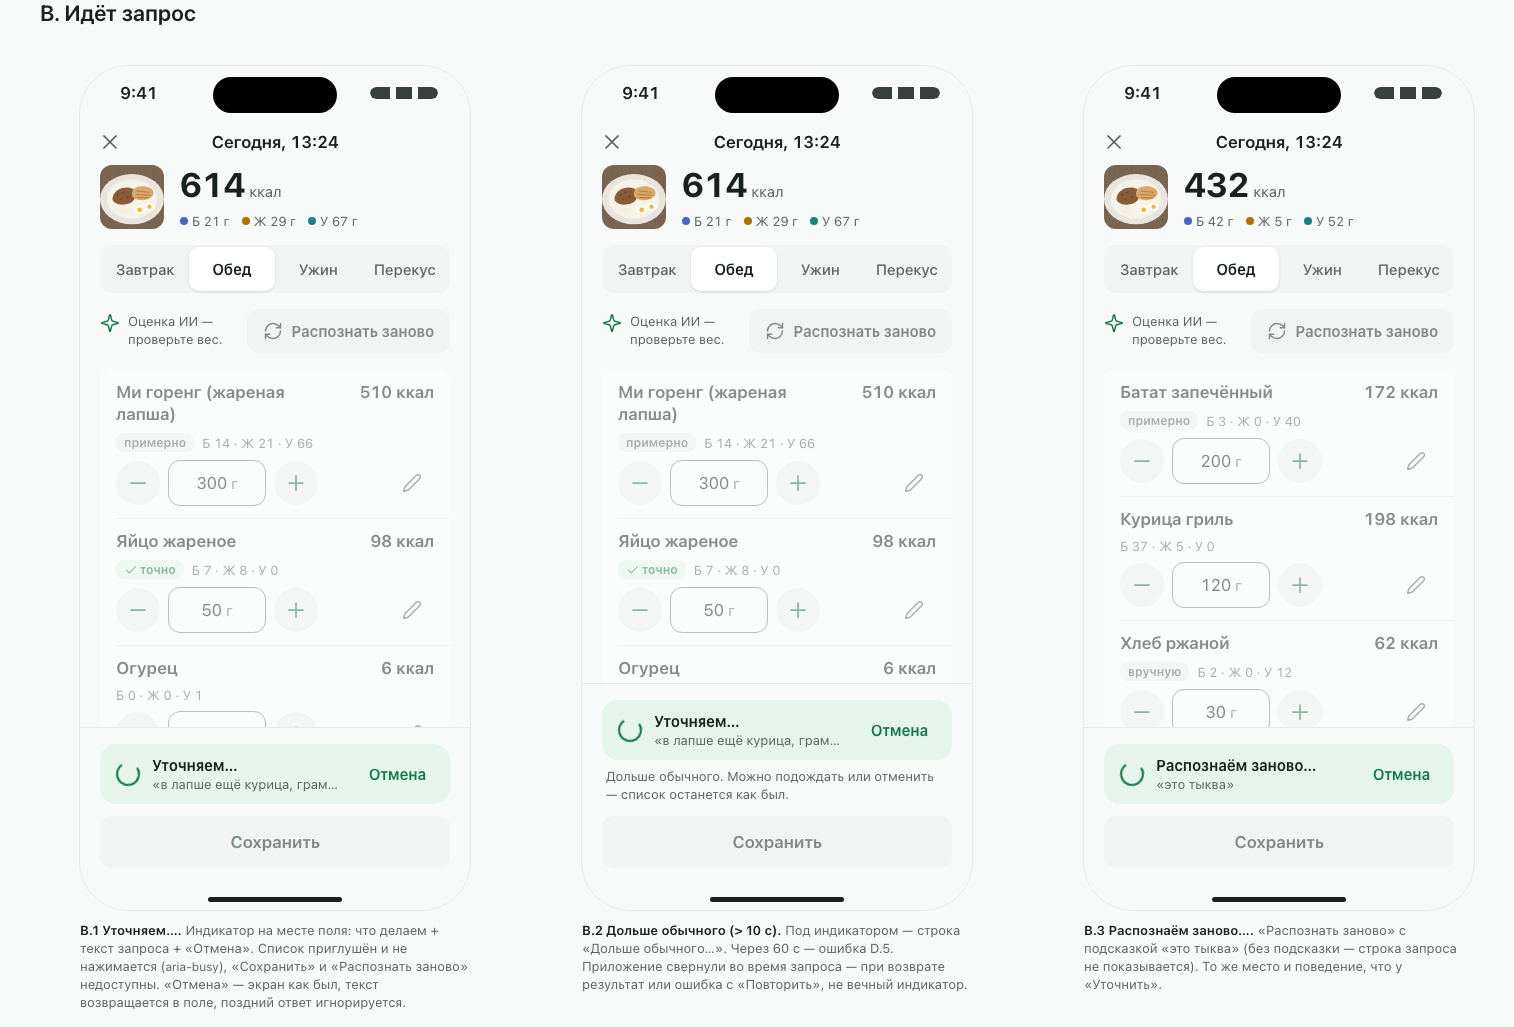 B. Идёт запрос
9:41
Сегодня, 13:24
614 ккал
Б 21 г Ж 29 г У 67 г
Завтрак Обед Ужин Перекус
Оценка ИИ —
проверьте вес.
Распознать заново
Ми горенг (жареная
лапша)
510 ккал
примерно Б 14 · Ж 21 · У 66
300 г
Яйцо жареное 98 ккал
точно Б 7 · Ж 8 · У 0
50 г
Огурец 6 ккал
Б 0 · Ж 0 · У 1
Уточняем...
«в лапше ещё курица, грам...
Отмена
Сохранить
B.1 Уточняем.... Индикатор на месте поля: что делаем +
текст запроса + «Отмена». Список приглушён и не
нажимается (aria-busy), «Сохранить» и «Распознать заново»
недоступны. «Отмена» — экран как был, текст
возвращается в поле, поздний ответ игнорируется.
9:41
Сегодня, 13:24
614 ккал
Б 21 г Ж 29 г У 67 г
Завтрак Обед Ужин Перекус
Оценка ИИ —
проверьте вес.
Распознать заново
Ми горенг (жареная
лапша)
510 ккал
примерно Б 14 · Ж 21 · У 66
300 г
Яйцо жареное 98 ккал
точно Б 7 · Ж 8 · У 0
50 г
Огурец 6 ккал
Уточняем...
«в лапше ещё курица, грам...
Отмена
Дольше обычного. Можно подождать или отменить
— список останется как был.
Сохранить
B.2 Дольше обычного (> 10 с). Под индикатором — строка
«Дольше обычного...». Через 60 с — ошибка D.5.
Приложение свернули во время запроса — при возврате
результат или ошибка с «Повторить», не вечный индикатор.
9:41
Сегодня, 13:24
432 ккал
Б 42 г Ж 5 г У 52 г
Завтрак Обед Ужин Перекус
Оценка ИИ —
проверьте вес.
Распознать заново
Батат запечённый 172 ккал
примерно Б 3 · Ж 0 · У 40
200 г
Курица гриль 198 ккал
Б 37 · Ж 5 · У 0
120 г
Хлеб ржаной 62 ккал
вручную Б 2 · Ж 0 · У 12
30 г
Распознаём заново...
«это тыква»
Отмена
Сохранить
B.3 Распознаём заново.... «Распознать заново» с
подсказкой «это тыква» (без подсказки — строка запроса
не показывается). То же место и поведение, что у
«Уточнить».